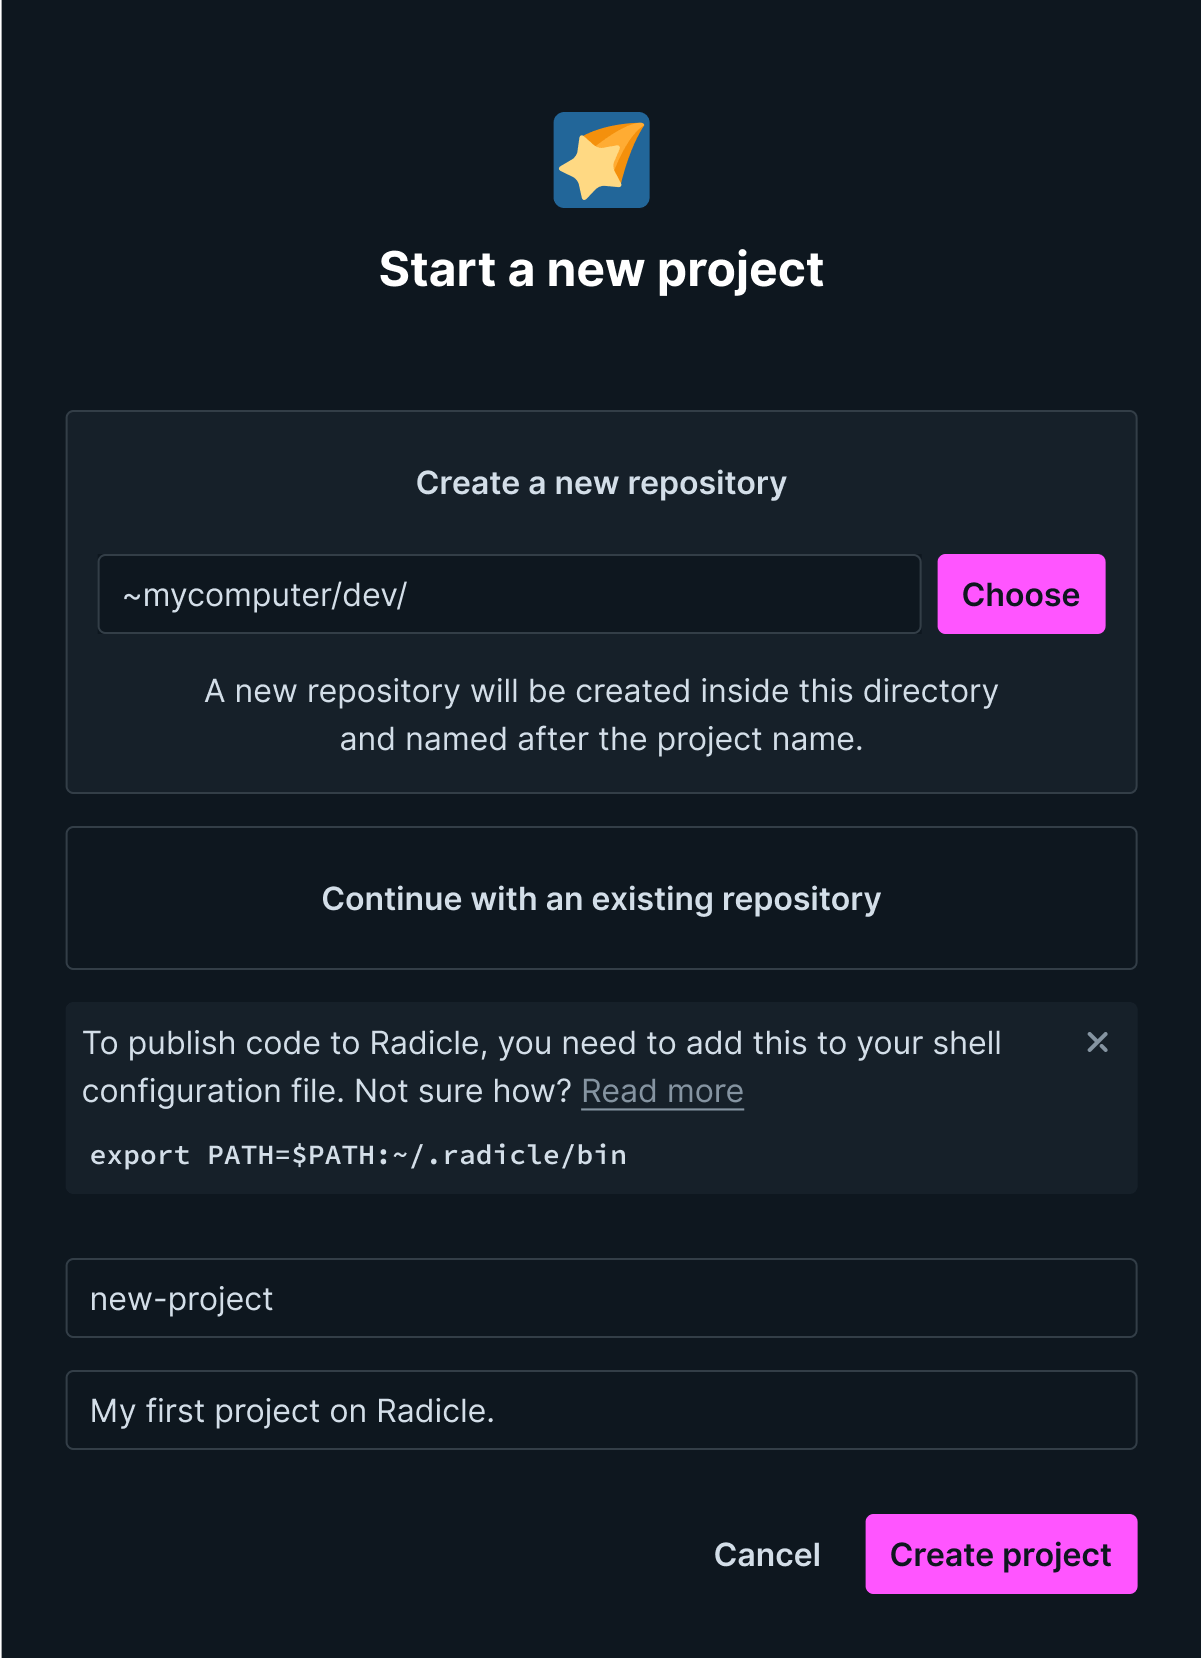 Start a new project
Create a new repository
~mycomputer/dev/
Choose
A new repository will be created inside this directory
and named after the project name.
Continue with an existing repository
To publish code to Radicle, you need to add this to your shell
configuration file. Not sure how? Read more
export PATH=$PATH:~/.radicle/bin
new-project
My first project on Radicle.
Cancel
Create project